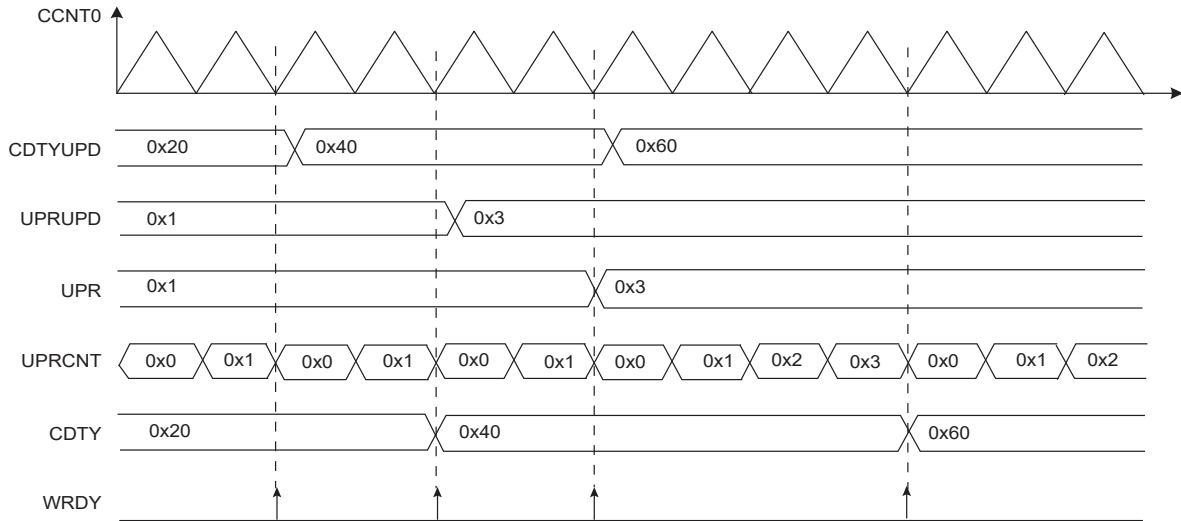 CCNT0
CDTYUPD 0x20 0x40 0x60
UPRUPD 0x1 0x3
UPR 0x1 0x3
UPRCNT 0x0 0x1 0x0 0x1 0x0 0x1 0x0 0x1 0x2 0x3 0x0 0x1 0x2
CDTY 0x20 0x40 0x60
WRDY